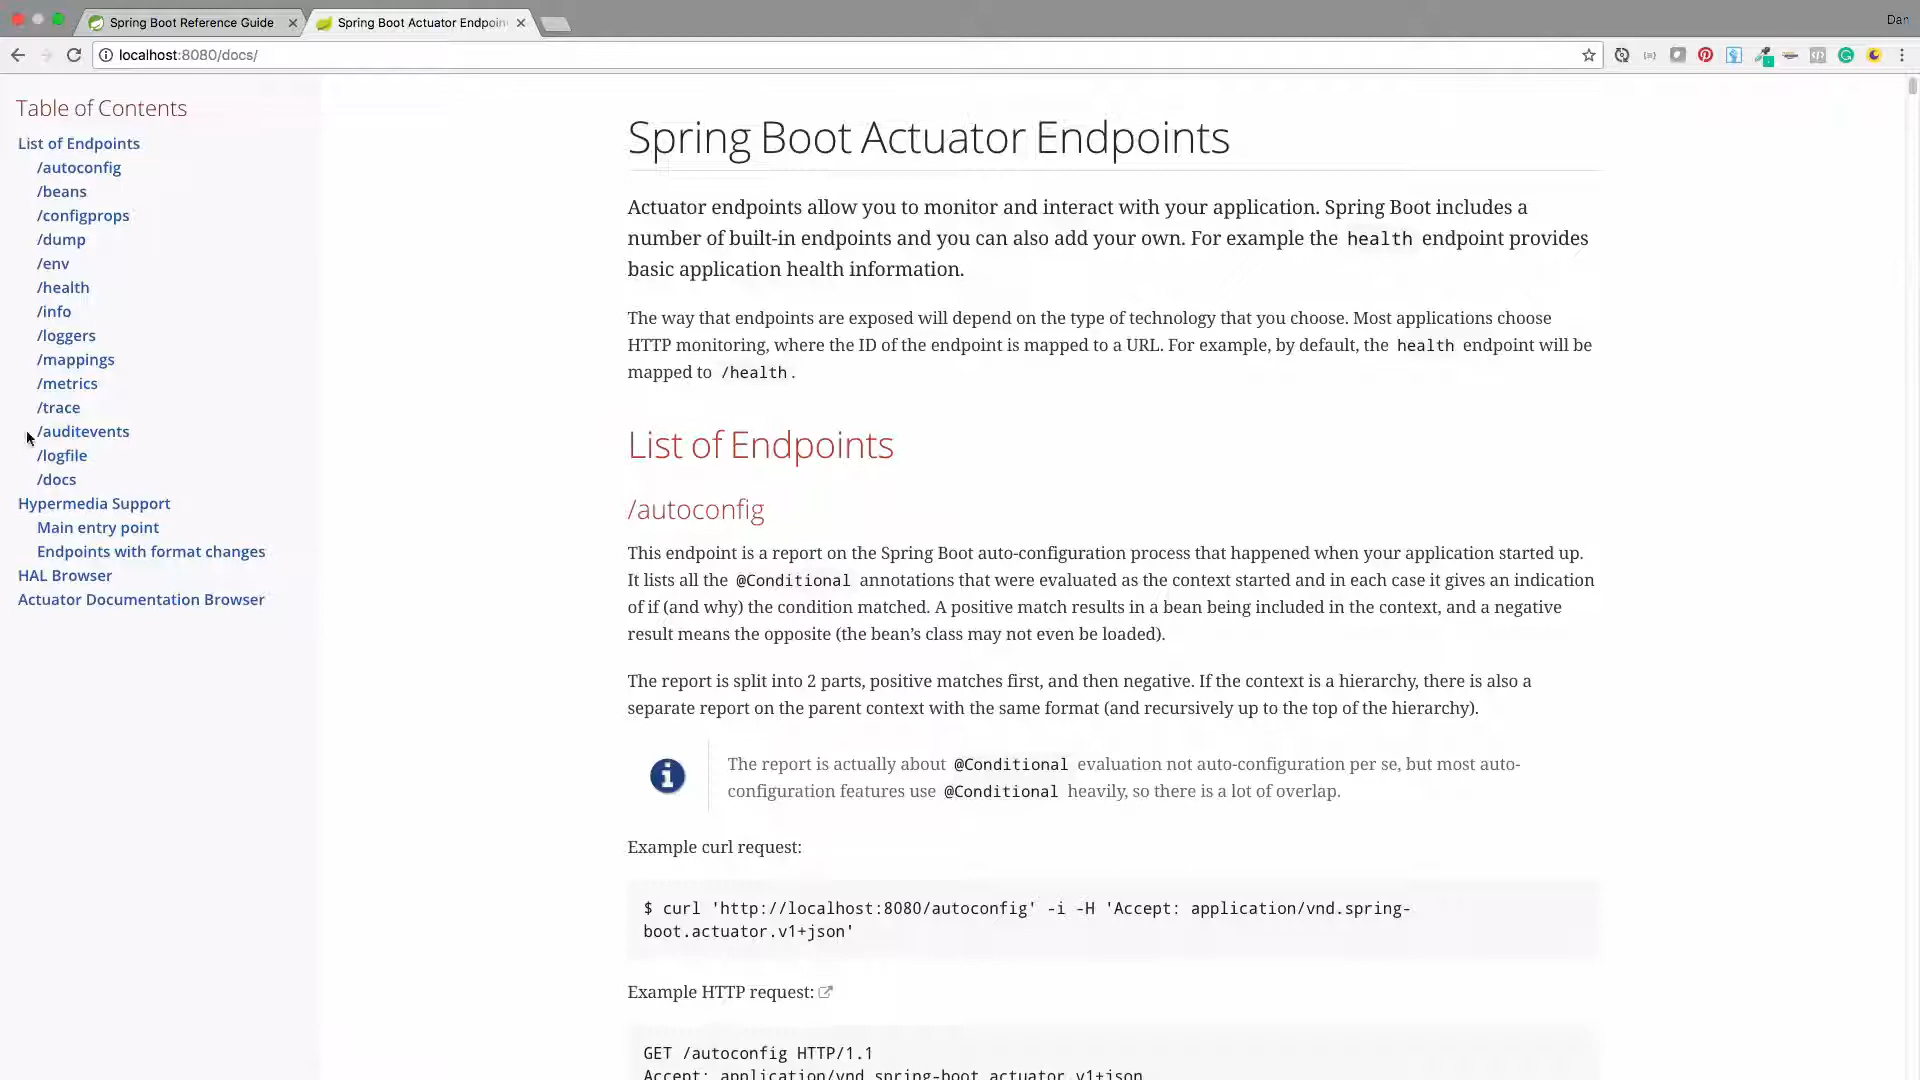 Spring Boot Reference Guide
Spring Boot Actuator Endpoin
Dan
localhost:8080/docs/
Table of Contents
List of Endpoints
/autoconfig
/beans
/configprops
/dump
/env
/health
/info
/loggers
/mappings
/metrics
/trace
/auditevents
/logfile
/docs
Hypermedia Support
Main entry point
Endpoints with format changes
HAL Browser
Actuator Documentation Browser
Spring Boot Actuator Endpoints
Actuator endpoints allow you to monitor and interact with your application. Spring Boot includes a
number of built-in endpoints and you can also add your own. For example the health endpoint provides
basic application health information.
The way that endpoints are exposed will depend on the type of technology that you choose. Most applications choose
HTTP monitoring, where the ID of the endpoint is mapped to a URL. For example, by default, the health endpoint will be
mapped to /health.
List of Endpoints
/autoconfig
This endpoint is a report on the Spring Boot auto-configuration process that happened when your application started up.
It lists all the @Conditional annotations that were evaluated as the context started and in each case it gives an indication
of if (and why) the condition matched. A positive match results in a bean being included in the context, and a negative
result means the opposite (the bean's class may not even be loaded).
The report is split into 2 parts, positive matches first, and then negative. If the context is a hierarchy, there is also a
separate report on the parent context with the same format (and recursively up to the top of the hierarchy).
The report is actually about @Conditional evaluation not auto-configuration per se, but most auto-
configuration features use @Conditional heavily, so there is a lot of overlap.
Example curl request:
$ curl 'http://localhost:8080/autoconfig' -i -H 'Accept: application/vnd.spring-
boot.actuator.v1+json'
Example HTTP request:
GET /autoconfig HTTP/1.1
Accept: application/vnd.spring-boot.actuator.v1+json